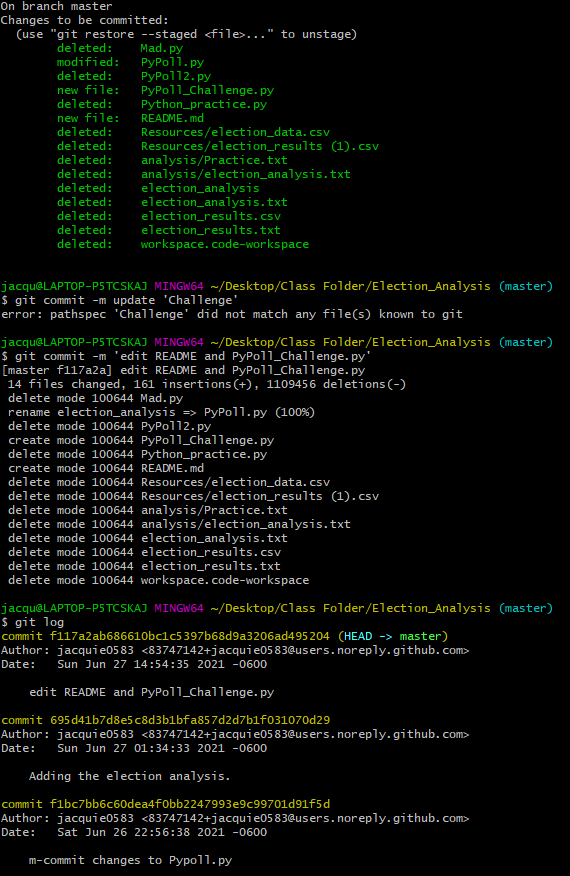 On branch master
Changes to be committed:
  (use "git restore --staged <file>..." to unstage)
        deleted:    Mad.py
        modified:   PyPoll.py
        deleted:    PyPoll2.py
        new file:   PyPoll_Challenge.py
        deleted:    Python_practice.py
        new file:   README.md
        deleted:    Resources/election_data.csv
        deleted:    Resources/election_results (1).csv
        deleted:    analysis/Practice.txt
        deleted:    analysis/election_analysis.txt
        deleted:    election_analysis
        deleted:    election_analysis.txt
        deleted:    election_results.csv
        deleted:    election_results.txt
        deleted:    workspace.code-workspace
jacqu@LAPTOP-P5TCSKAJ MINGW64 ~/Desktop/Class Folder/Election_Analysis (master)
$ git commit -m update 'Challenge'
error: pathspec 'Challenge' did not match any file(s) known to git
jacqu@LAPTOP-P5TCSKAJ MINGW64 ~/Desktop/Class Folder/Election_Analysis (master)
$ git commit -m 'edit README and PyPoll_Challenge.py'
[master f117a2a] edit README and PyPoll_Challenge.py
 14 files changed, 161 insertions(+), 1109456 deletions(-)
 delete mode 100644 Mad.py
 rename election_analysis => PyPoll.py (100%)
 delete mode 100644 PyPoll2.py
 create mode 100644 PyPoll_Challenge.py
 delete mode 100644 Python_practice.py
 create mode 100644 README.md
 delete mode 100644 Resources/election_data.csv
 delete mode 100644 Resources/election_results (1).csv
 delete mode 100644 analysis/Practice.txt
 delete mode 100644 analysis/election_analysis.txt
 delete mode 100644 election_analysis.txt
 delete mode 100644 election_results.csv
 delete mode 100644 election_results.txt
 delete mode 100644 workspace.code-workspace
jacqu@LAPTOP-P5TCSKAJ MINGW64 ~/Desktop/Class Folder/Election_Analysis (master)
$ git log
commit f117a2ab686610bc1c5397b68d9a3206ad495204 (HEAD -> master)
Author: jacquie0583 <83747142+jacquie0583@users.noreply.github.com>
Date:   Sun Jun 27 14:54:35 2021 -0600
    edit README and PyPoll_Challenge.py
commit 695d41b7d8e5c8d3b1bfa857d2d7b1f031070d29
Author: jacquie0583 <83747142+jacquie0583@users.noreply.github.com>
Date:   Sun Jun 27 01:34:33 2021 -0600
    Adding the election analysis.
commit f1bc7bb6c60dea4f0bb2247993e9c99701d91f5d
Author: jacquie0583 <83747142+jacquie0583@users.noreply.github.com>
Date:   Sat Jun 26 22:56:38 2021 -0600
    m-commit changes to Pypoll.py